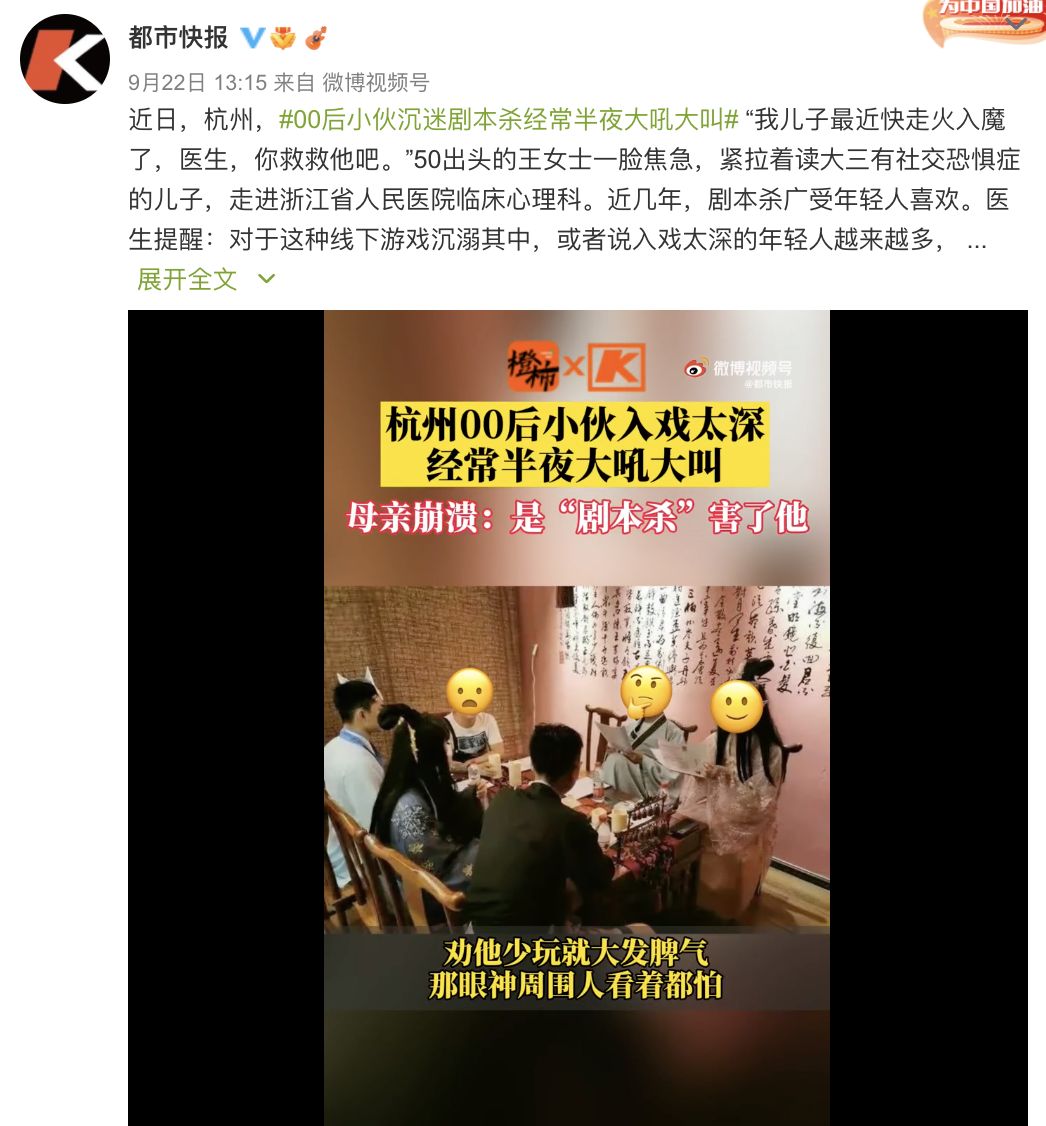 为中国加油
都市快报
9月22日 13:15 来自 微博视频号
近日，杭州，#00后小伙沉迷剧本杀经常半夜大吼大叫# “我儿子最近快走火入魔
了，医生，你救救他吧。”50出头的王女士一脸焦急，紧拉着读大三有社交恐惧症
的儿子，走进浙江省人民医院临床心理科。近几年，剧本杀广受年轻人喜欢。医
生提醒：对于这种线下游戏沉溺其中，或者说入戏太深的年轻人越来越多， ...
展开全文
橙柿 X K
微博视频号
@都市快报
杭州00后小伙入戏太深
经常半夜大吼大叫
母亲崩溃：是“剧本杀”害了他
劝他少玩就大发脾气
那眼神周围人看着都怕